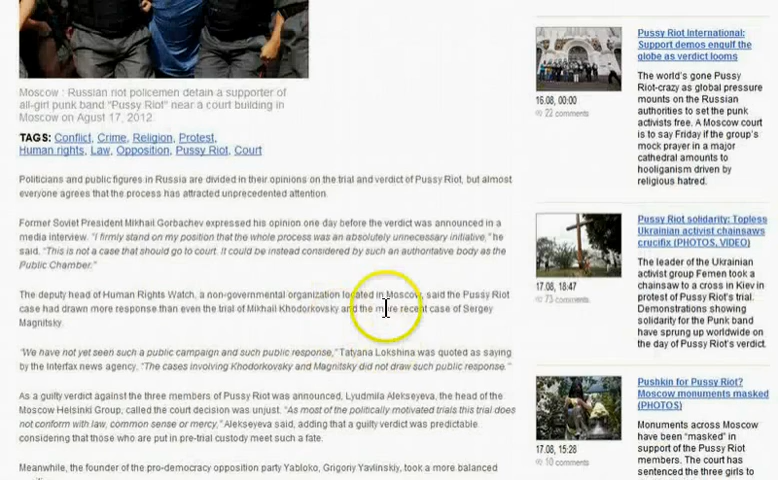 Moscow : Russian riot policemen detain a supporter of
all-girl punk band "Pussy Riot" near a court building in
Moscow on Agust 17, 2012
TAGS: Conflict, Crime, Religion, Protest,
Human rights, Law, Opposition, Pussy Riot, Court
Politicians and public figures in Russia are divided in their opinions on the trial and verdict of Pussy Riot, but almost
everyone agrees that the process has attracted unprecedented attention.
Former Soviet President Mikhail Gorbachev expressed his opinion one day before the verdict was announced in a
media interview. "I firmly stand on my position that the whole process was an absolutely unnecessary initiative," he
said. "This is not a case that should go to court. It could be instead considered by such an authoritative body as the
Public Chamber."
The deputy head of Human Rights Watch, a non-governmental organization located in Moscow, said the Pussy Riot
case had drawn more response than even the trial of Mikhail Khodorkovsky and the more recent case of Sergey
Magnitsky.
"We have not yet seen such a public campaign and such public response," Tatyana Lokshina was quoted as saying
by the Interfax news agency. "The cases involving Khodorkovsky and Magnitsky did not draw such public response."
As a guilty verdict against the three members of Pussy Riot was announced, Lyudmila Alekseyeva, the head of the
Moscow Helsinki Group, called the court decision was unjust. "As most of the politically motivated trials this trial does
not conform with law, common sense or mercy," Alekseyeva said, adding that a guilty verdict was predictable
considering that those who are put in pre-trial custody meet such a fate.
Meanwhile, the founder of the pro-democracy opposition party Yabloko, Grigoriy Yavlinskiy, took a more balanced
Pussy Riot International:
Support demos engulf the
globe as verdict looms
16.08, 00:00
22 comments
The world's gone Pussy
Riot-crazy as global pressure
mounts on the Russian
authorities to set the punk
activists free. A Moscow court
is to say Friday if the group's
mock prayer in a major
cathedral amounts to
hooliganism driven by
religious hatred.
Pussy Riot solidarity: Topless
Ukrainian activist chainsaws
crucifix (PHOTOS, VIDEO)
17.08, 18:47
73 comments
The leader of the
Ukrainian activist
group Femen took a
chainsaw to a cross in Kiev in
protest of Pussy Riot's trial.
Demonstrations showing
solidarity for the Punk band
have sprung up worldwide on
the day of Pussy Riot's verdict.
Pushkin for Pussy Riot?
Moscow monuments masked
(PHOTOS)
17.08, 15:28
10 comments
Monuments across Moscow
have been "masked" in
support of the Pussy Riot
members. The court has
sentenced the three girls to